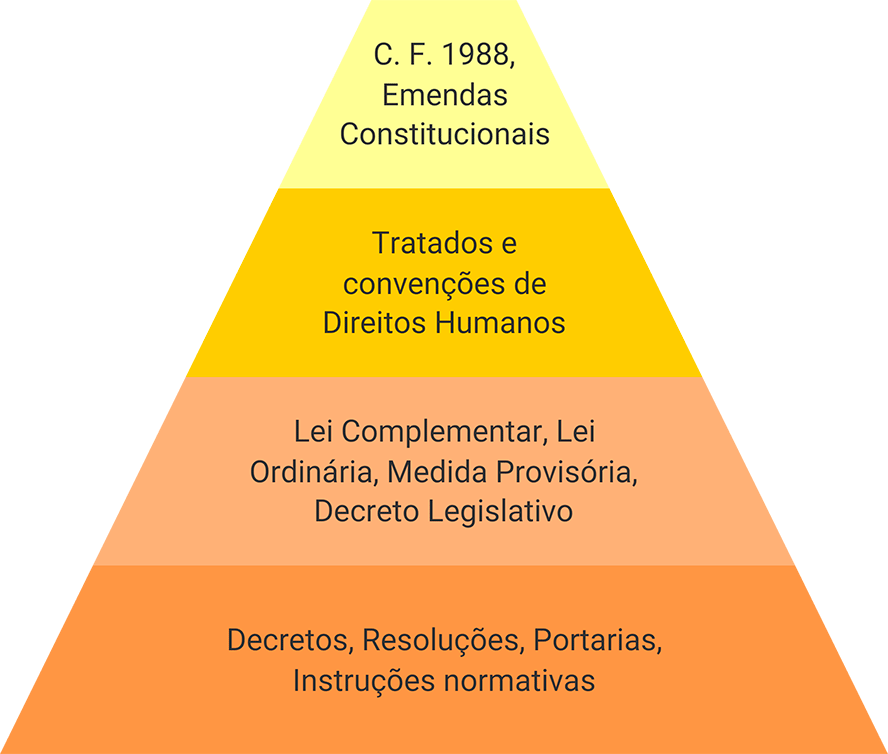 C. F. 1988,
Emendas
Constitucionais
Tratados e
convenções de
Direitos Humanos
Lei Complementar, Lei
Ordinária, Medida Provisória,
Decreto Legislativo
Decretos, Resoluções, Portarias,
Instruções normativas